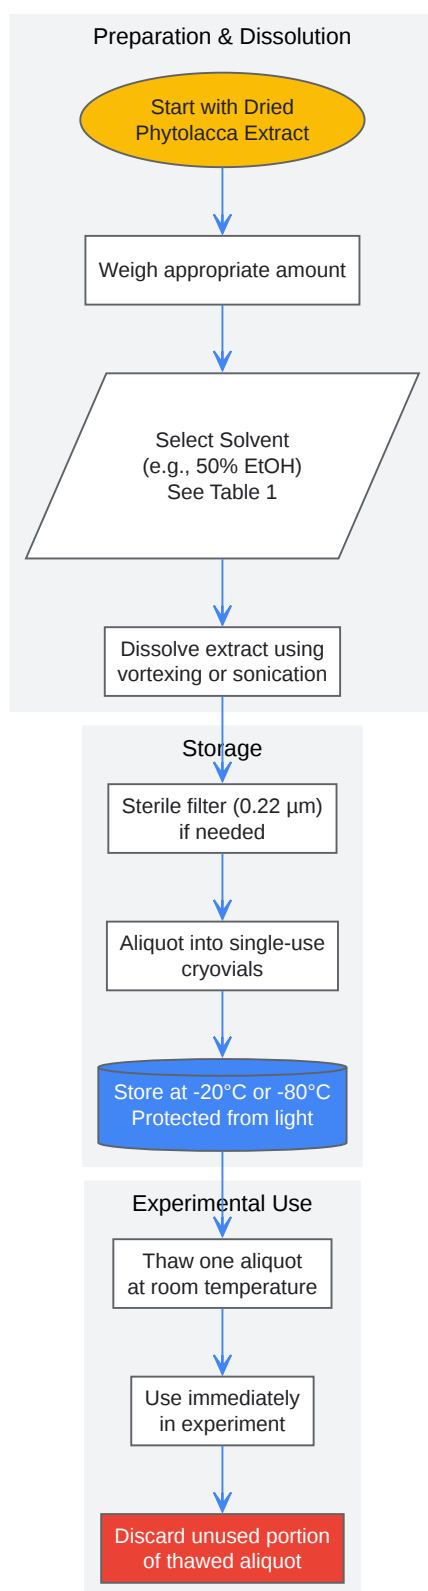 Preparation & Dissolution
Start with Dried
Phytolacca Extract
Weigh appropriate amount
Select Solvent
(e.g., 50% EtOH)
See Table 1
Dissolve extract using
vortexing or sonication
Storage
Sterile filter (0.22 µm)
if needed
Aliquot into single-use
cryovials
Store at -20°C or -80°C
Protected from light
Experimental Use
Thaw one aliquot
at room temperature
Use immediately
in experiment
Discard unused portion
of thawed aliquot